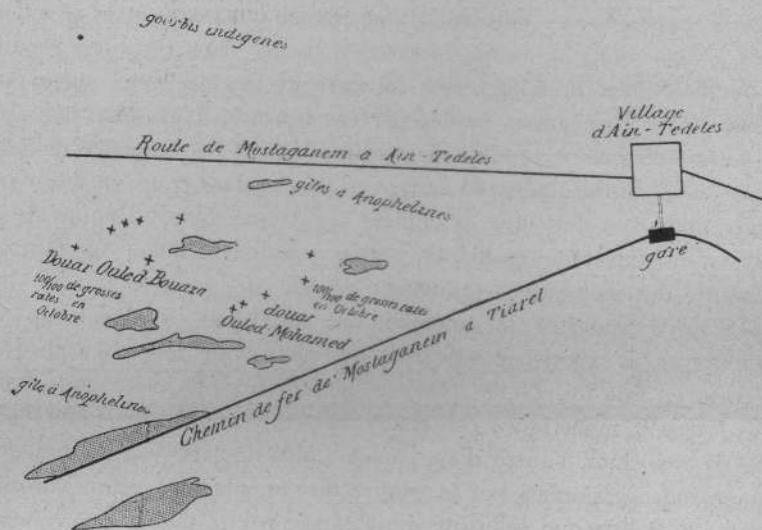 gourbis indigènes
Village
d'Ain-Tedeles
Route de Mostaganem a Ain-Tedeles
gîtes à Anophelines
gare
Douar Ouled Bouaza
100/100 de grosses
rates en
Octobre
100/100 de grosses rates
en Octobre
douar
Ouled Mohamed
gîte à Anophelines
Chemin de fer de Mostaganem a Tiaret